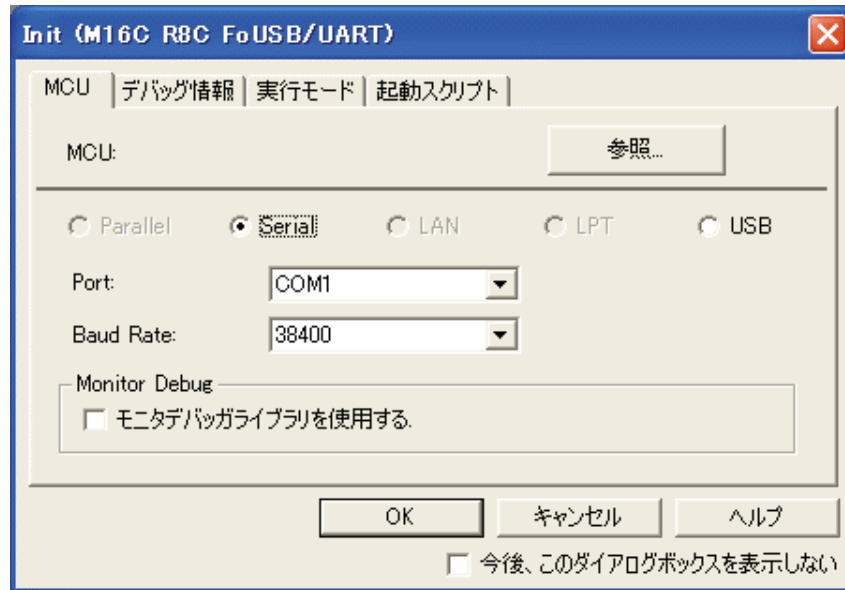 Init (M16C R8C FoUSB/UART)
MCU デバッグ情報 実行モード 起動スクリプト
MCU: 参照...
Parallel Serial LAN LPT USB
Port: COM1
Baud Rate: 38400
Monitor Debug
モニタデバッガライブラリを使用する.
OK キャンセル ヘルプ
今後、このダイアログボックスを表示しない